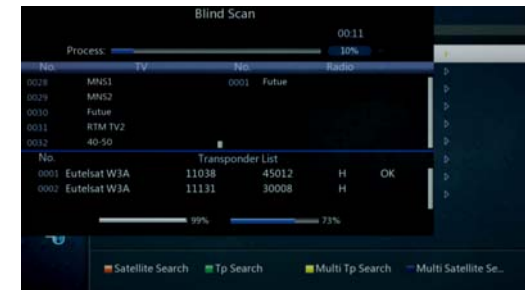 Blind Scan
00:11
Process: 10%
No. TV No. Radio
0028 MNS1 0001 Futue
0029 MNS2
0030 Futue
0031 RTM TV2
0032 40-50
No. Transponder List
0001 Eutelsat W3A 11038 45012 H OK
0002 Eutelsat W3A 11131 30008 H
99% 73%
Satellite Search Tp Search Multi Tp Search Multi Satellite Se...